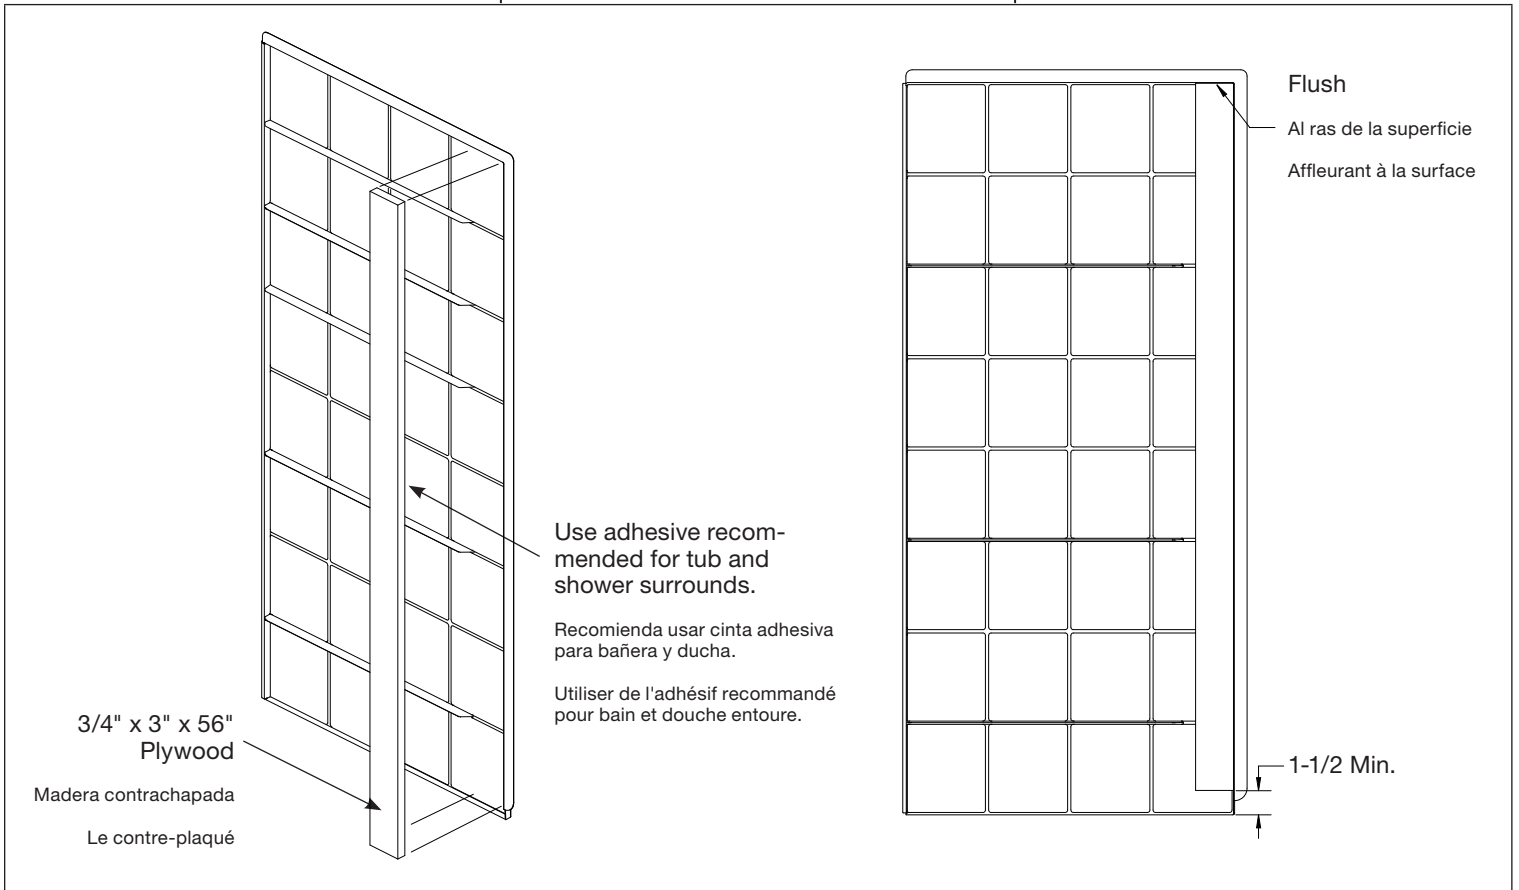 Flush
Al ras de la superficie
Affleurant à la surface
Use adhesive recom-
mended for tub and
shower surrounds.
Recomienda usar cinta adhesiva
para bañera y ducha.
Utiliser de l'adhésif recommandé
pour bain et douche entoure.
3/4" x 3" x 56"
Plywood
Madera contrachapada
Le contre-plaqué
1-1/2 Min.